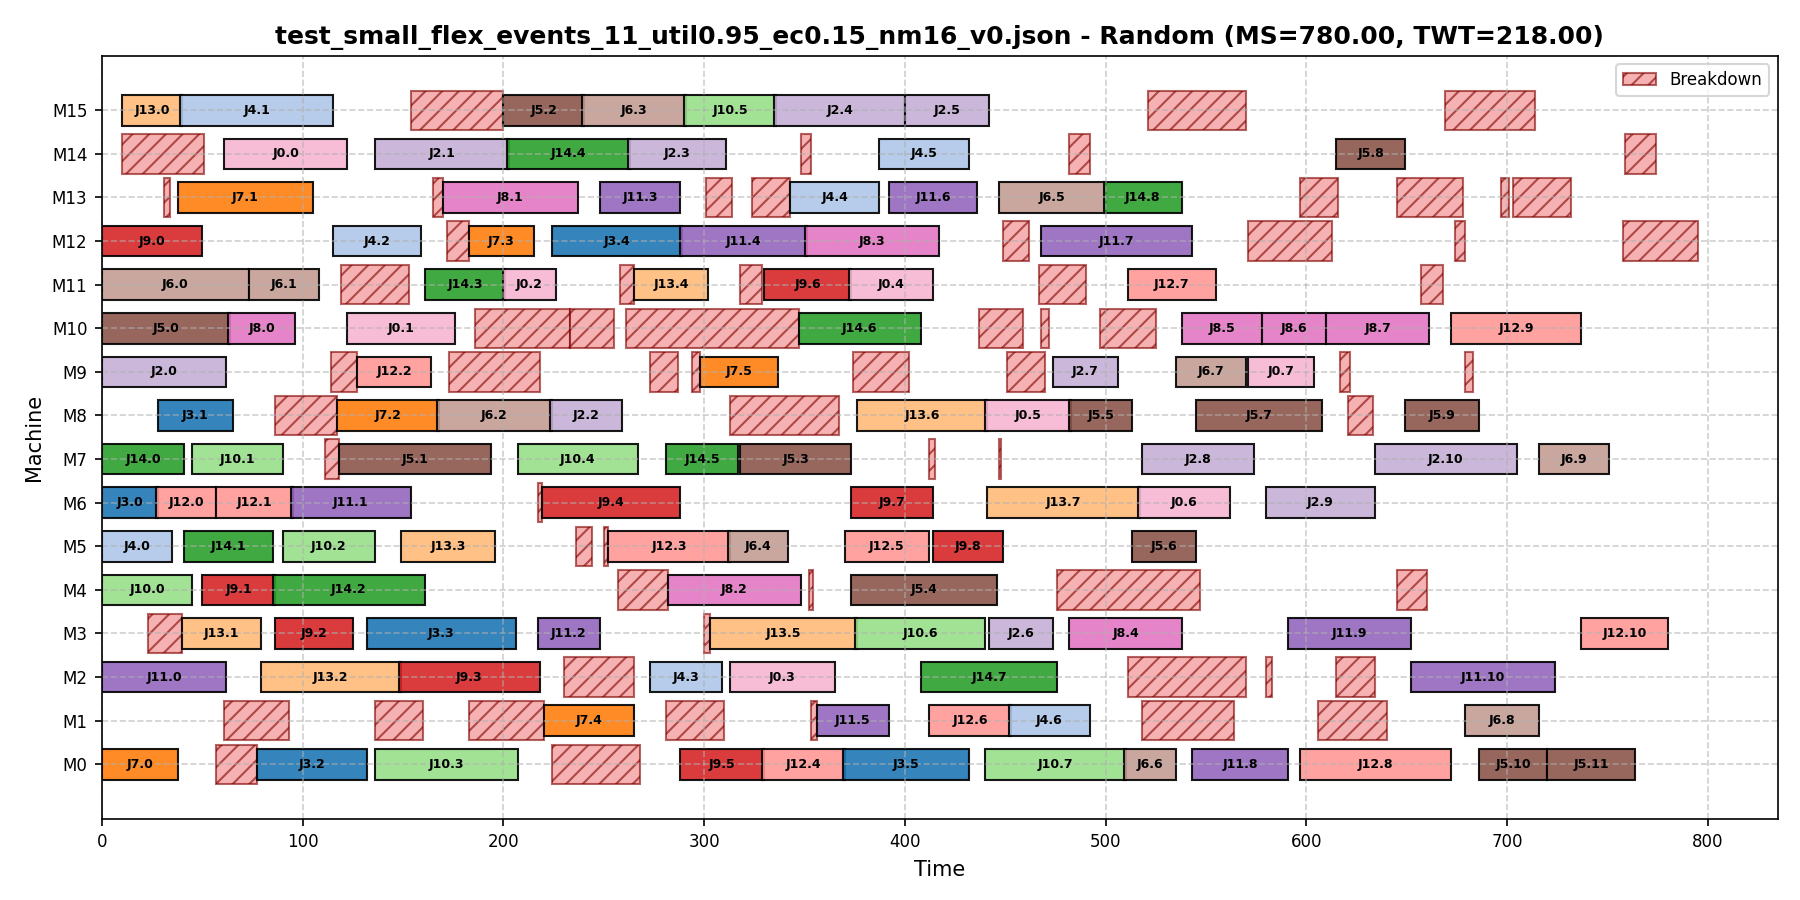 test_small_flex_events_11_util0.95_ec0.15_nm16_v0.json - Random (MS=780.00, TWT=218.00)
Breakdown
Machine
M15 J13.0 J4.1 J5.2 J6.3 J10.5 J2.4 J2.5
M14 J0.0 J2.1 J14.4 J2.3 J4.5 J5.8
M13 J7.1 J8.1 J11.3 J4.4 J11.6 J6.5 J14.8
M12 J9.0 J4.2 J7.3 J3.4 J11.4 J8.3 J11.7
M11 J6.0 J6.1 J14.3 J0.2 J13.4 J9.6 J0.4 J12.7
M10 J5.0 J8.0 J0.1 J14.6 J8.5 J8.6 J8.7 J12.9
M9 J2.0 J12.2 J7.5 J2.7 J6.7 J0.7
M8 J3.1 J7.2 J6.2 J2.2 J13.6 J0.5 J5.5 J5.7 J5.9
M7 J14.0 J10.1 J5.1 J10.4 J14.5 J5.3 J2.8 J2.10 J6.9
M6 J3.0 J12.0 J12.1 J11.1 J9.4 J9.7 J13.7 J0.6 J2.9
M5 J4.0 J14.1 J10.2 J13.3 J12.3 J6.4 J12.5 J9.8 J5.6
M4 J10.0 J9.1 J14.2 J8.2 J5.4
M3 J13.1 J9.2 J3.3 J11.2 J13.5 J10.6 J2.6 J8.4 J11.9 J12.10
M2 J11.0 J13.2 J9.3 J4.3 J0.3 J14.7 J11.10
M1 J7.4 J11.5 J12.6 J4.6 J6.8
M0 J7.0 J3.2 J10.3 J9.5 J12.4 J3.5 J10.7 J6.6 J11.8 J12.8 J5.10 J5.11
0 100 200 300 400 500 600 700 800
Time